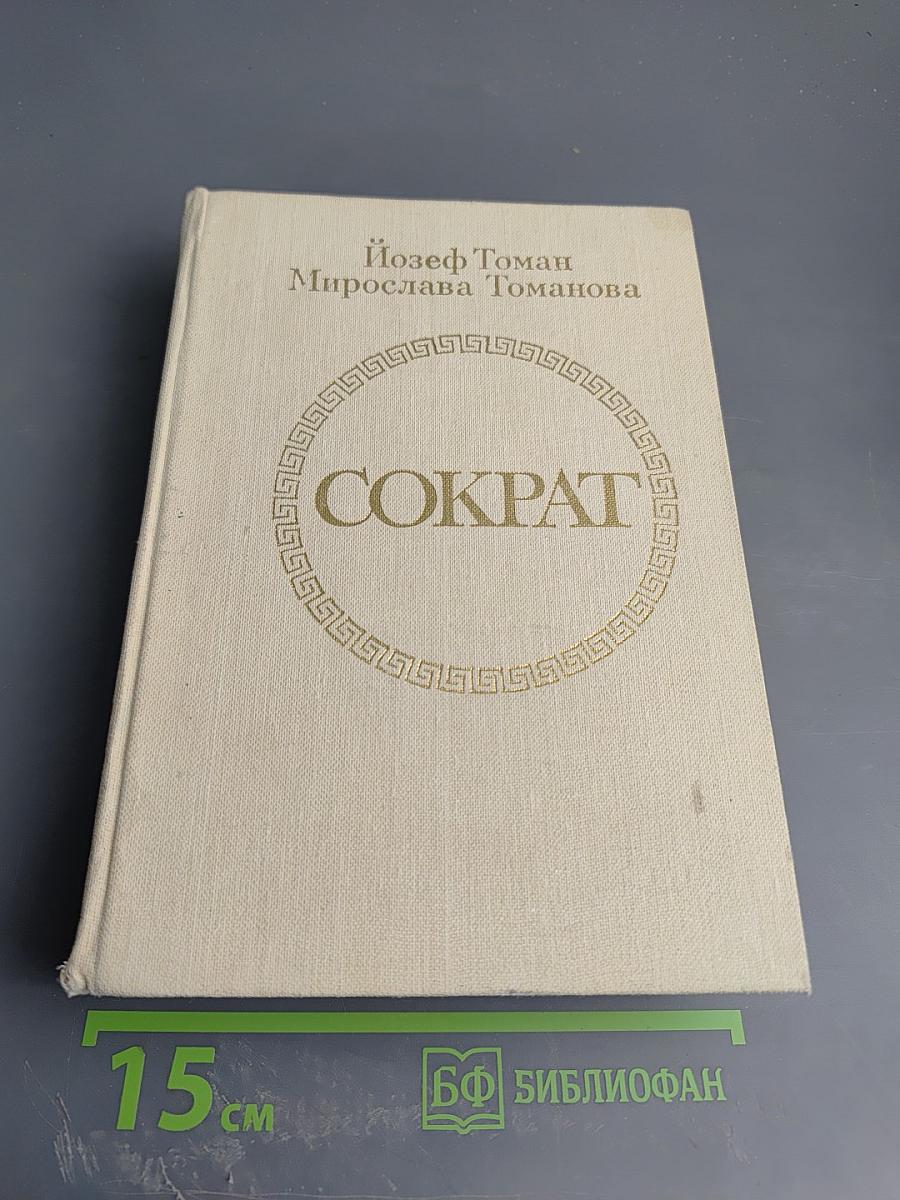 Йозеф Томан
Мирослава Томанова
СОКРАТ
15 см
БФ БИБЛИОФАН